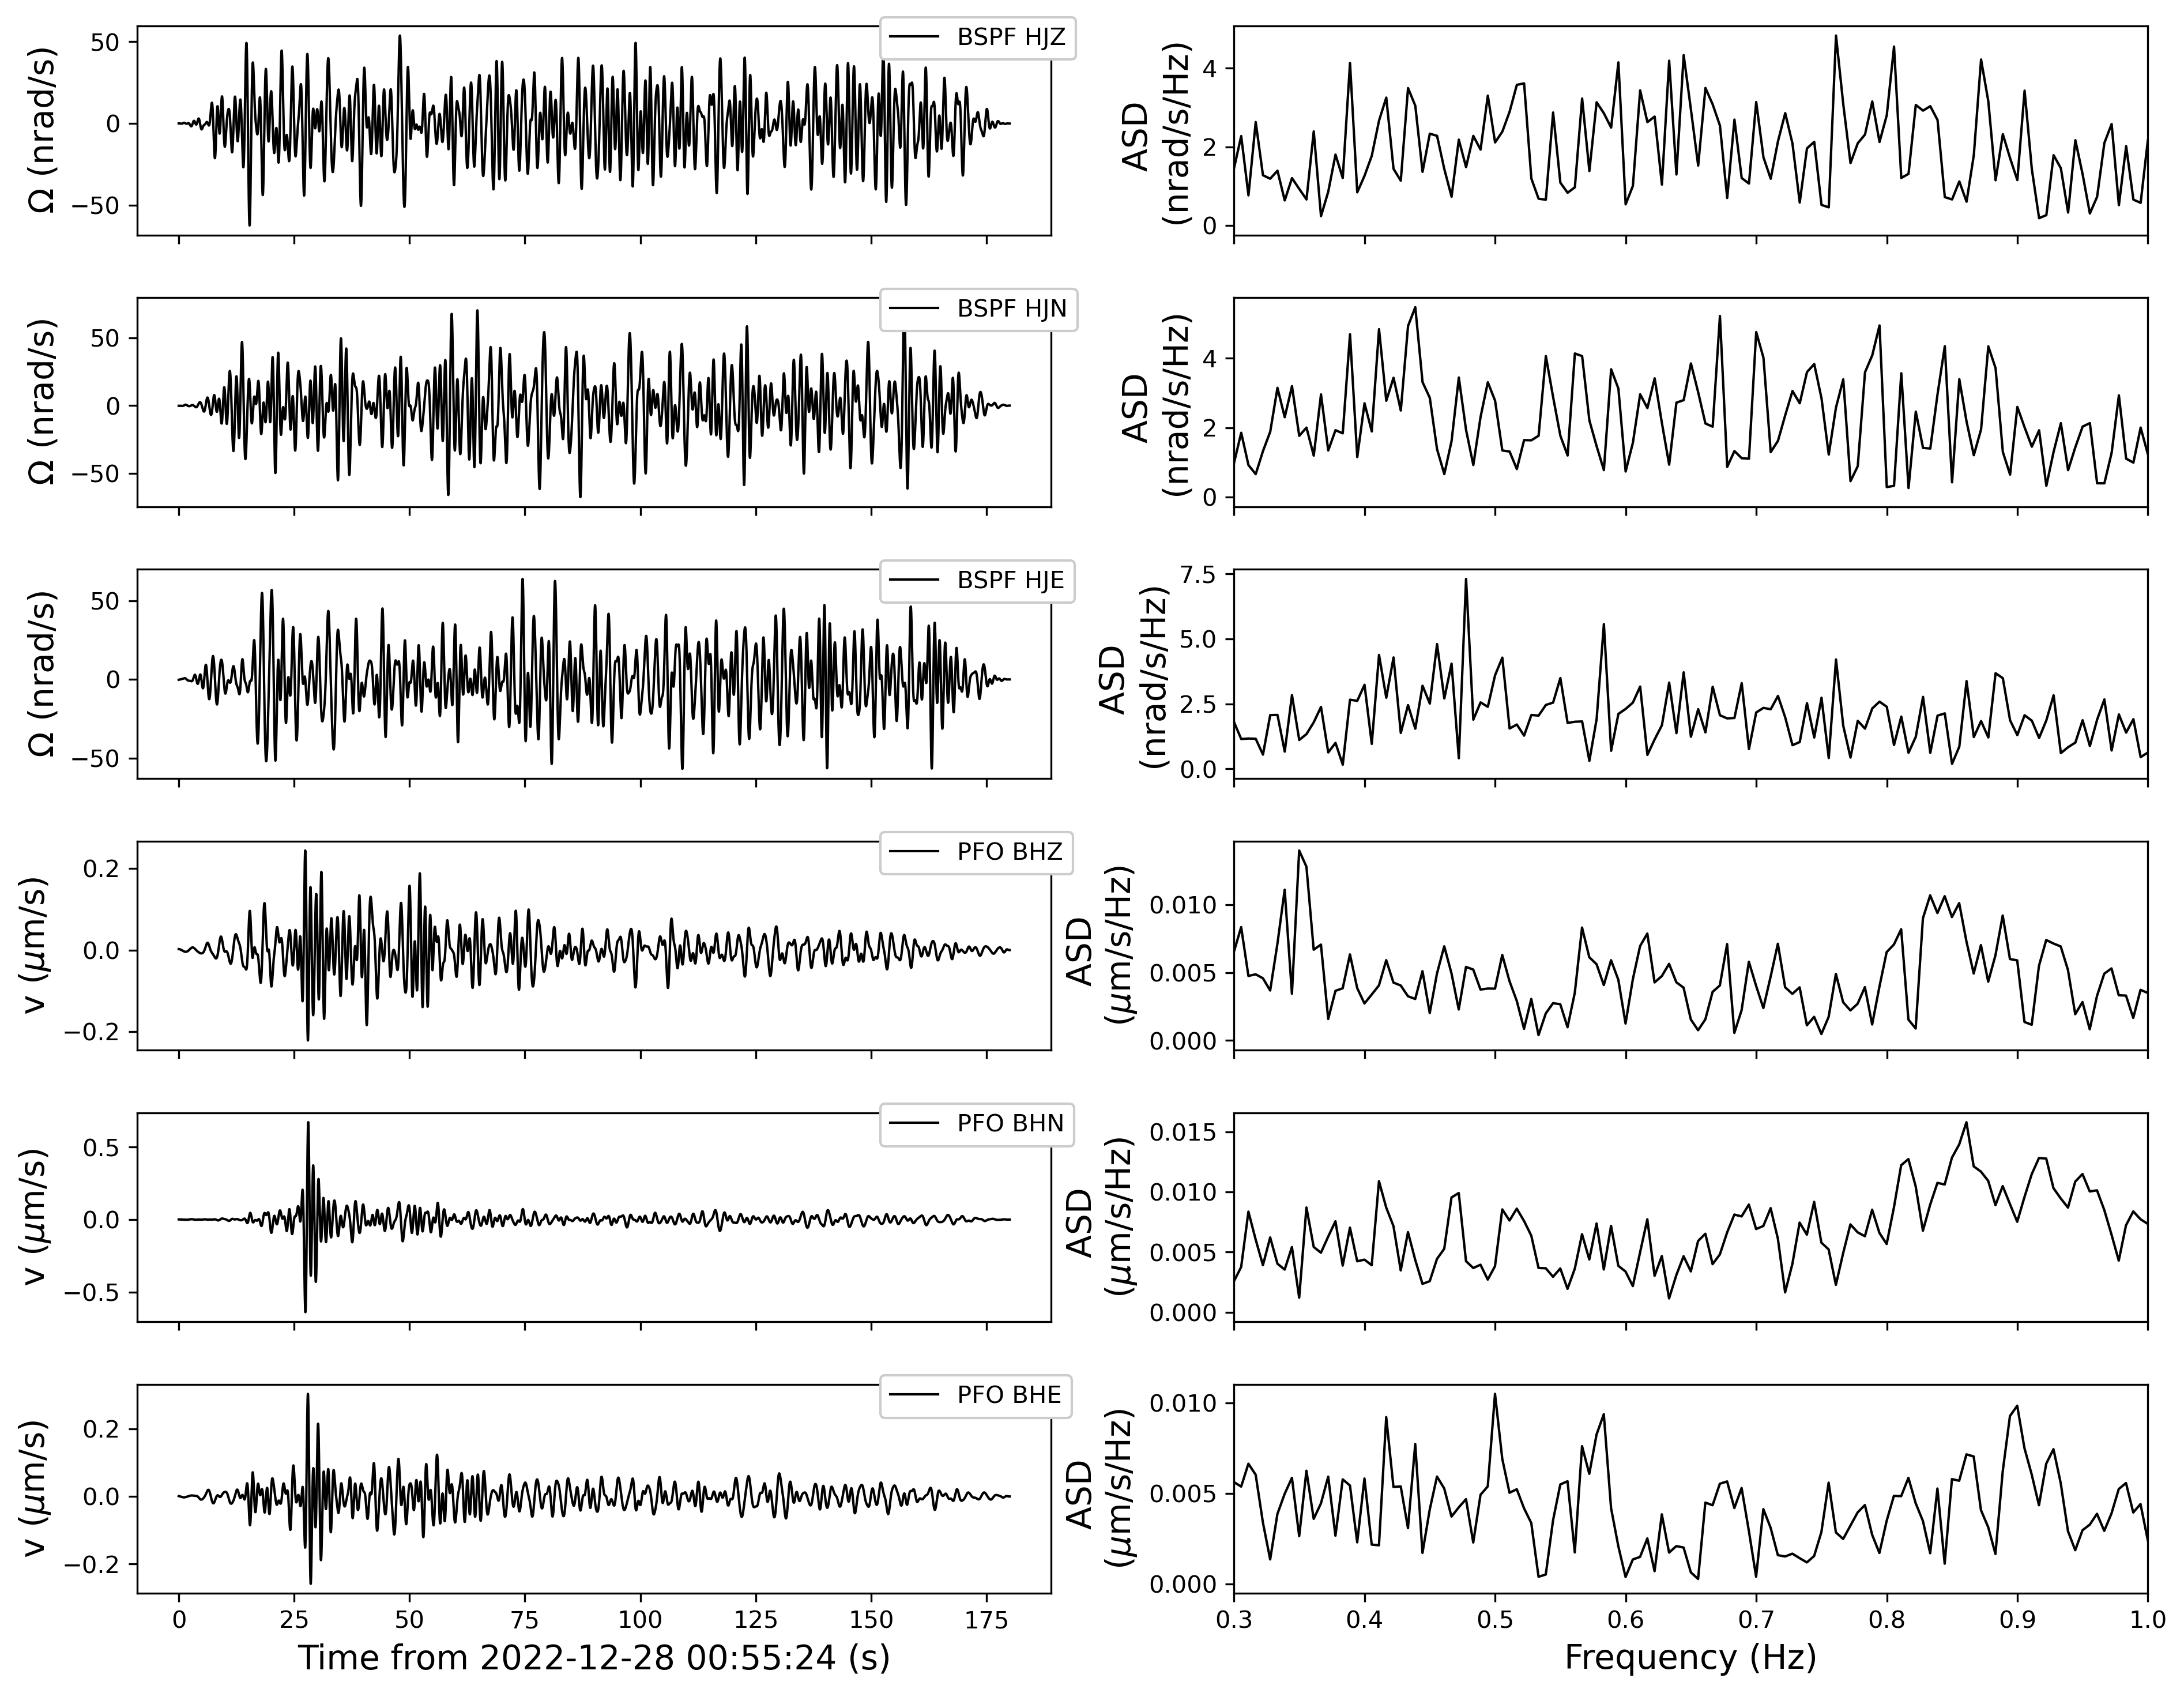 BSPF HJZ
Ω (nrad/s)
50
0
−50
ASD
(nrad/s/Hz)
4
2
0
BSPF HJN
Ω (nrad/s)
50
0
−50
ASD
(nrad/s/Hz)
4
2
0
BSPF HJE
Ω (nrad/s)
50
0
−50
ASD
(nrad/s/Hz)
7.5
5.0
2.5
0.0
PFO BHZ
v (μm/s)
0.2
0.0
−0.2
ASD
(μm/s/Hz)
0.010
0.005
0.000
PFO BHN
v (μm/s)
0.5
0.0
−0.5
ASD
(μm/s/Hz)
0.015
0.010
0.005
0.000
PFO BHE
v (μm/s)
0.2
0.0
−0.2
ASD
(μm/s/Hz)
0.010
0.005
0.000
0 25 50 75 100 125 150 175
Time from 2022-12-28 00:55:24 (s)
0.3 0.4 0.5 0.6 0.7 0.8 0.9 1.0
Frequency (Hz)